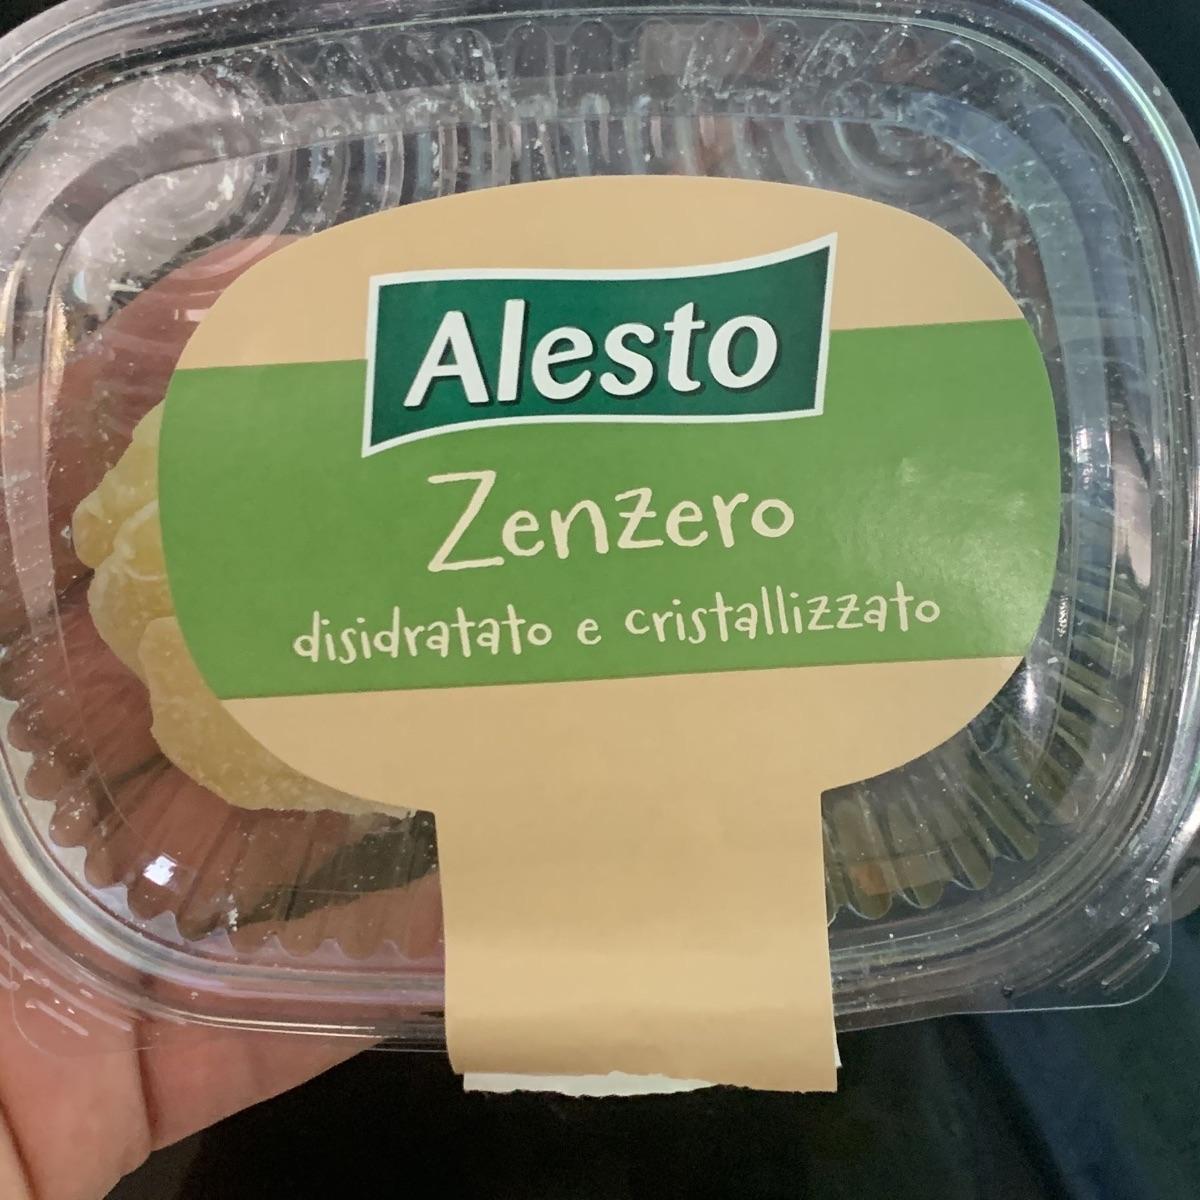 Alesto
Zenzero
disidratato e cristallizzato